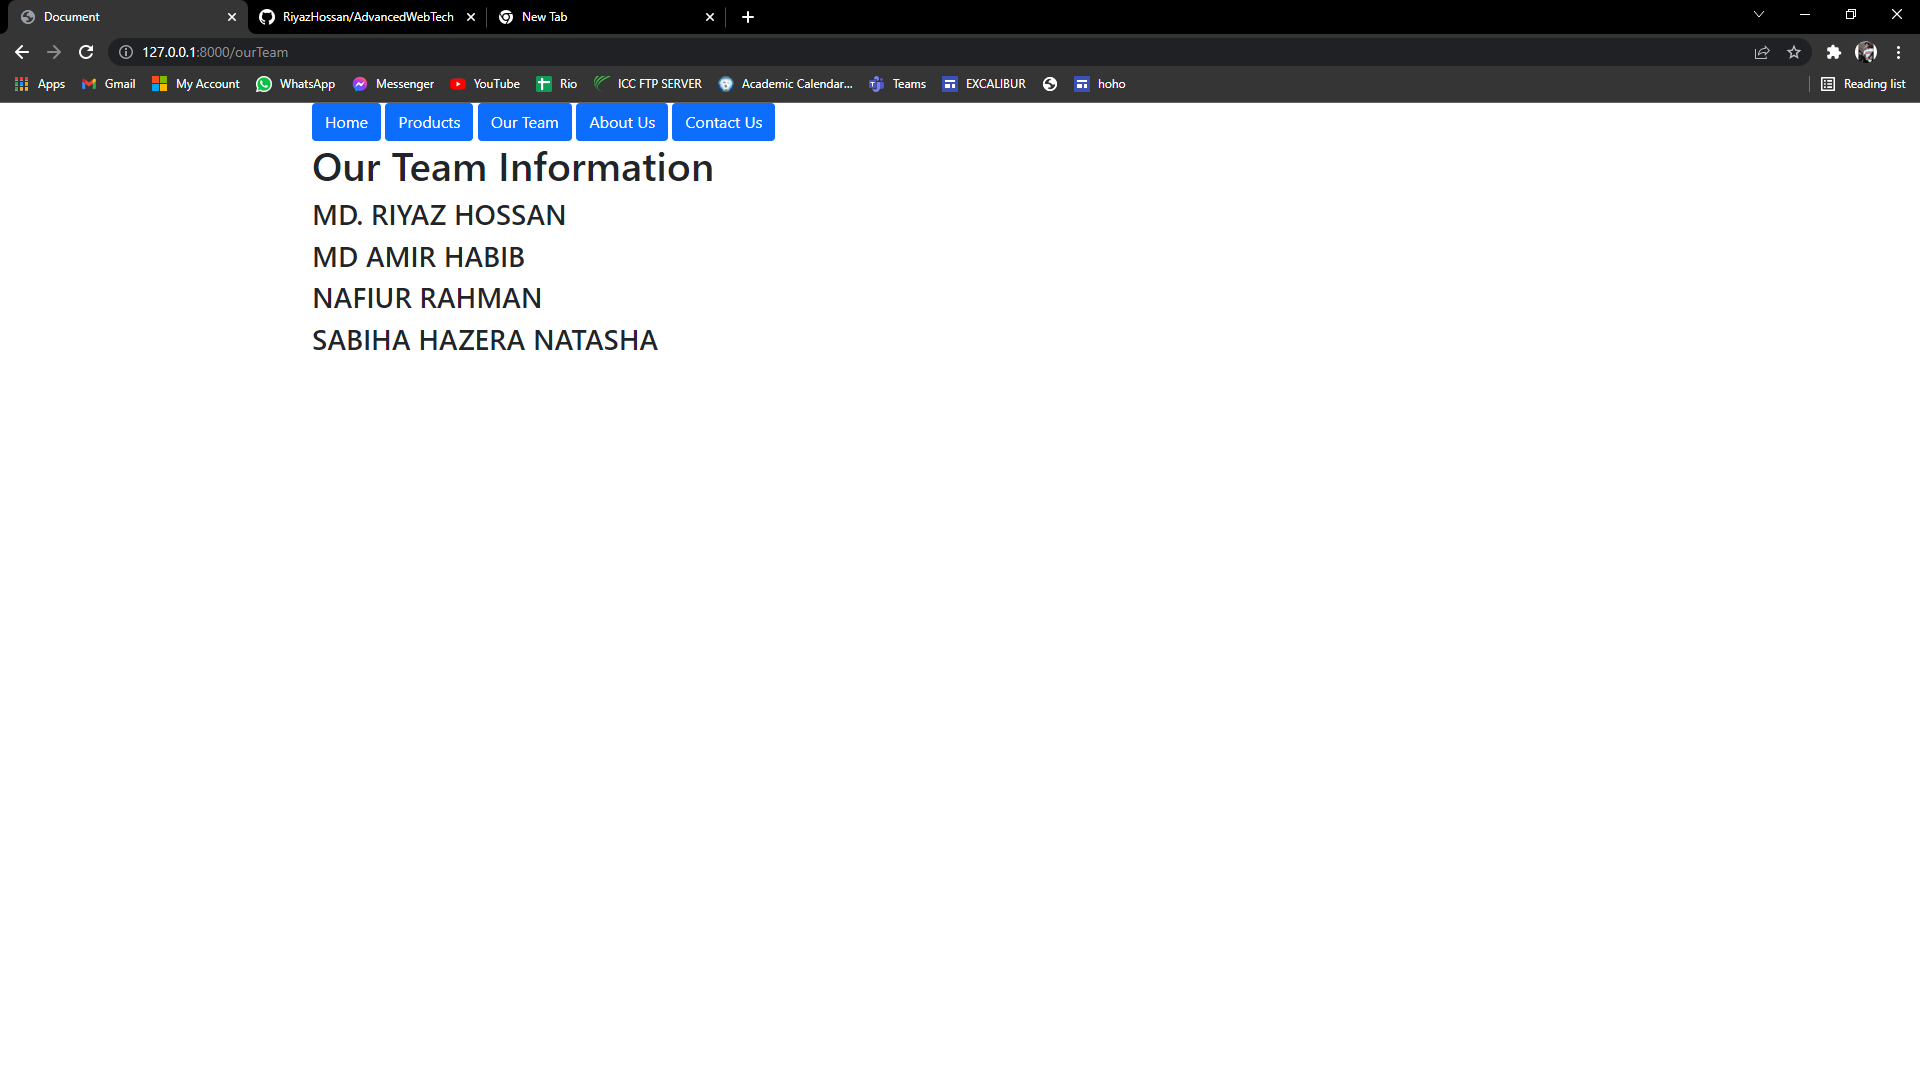 Document
RiyazHossan/AdvancedWebTech
New Tab
127.0.0.1:8000/ourTeam
Apps Gmail My Account WhatsApp Messenger YouTube Rio ICC FTP SERVER Academic Calendar... Teams EXCALIBUR hoho Reading list
Home Products Our Team About Us Contact Us
Our Team Information
MD. RIYAZ HOSSAN
MD AMIR HABIB
NAFIUR RAHMAN
SABIHA HAZERA NATASHA